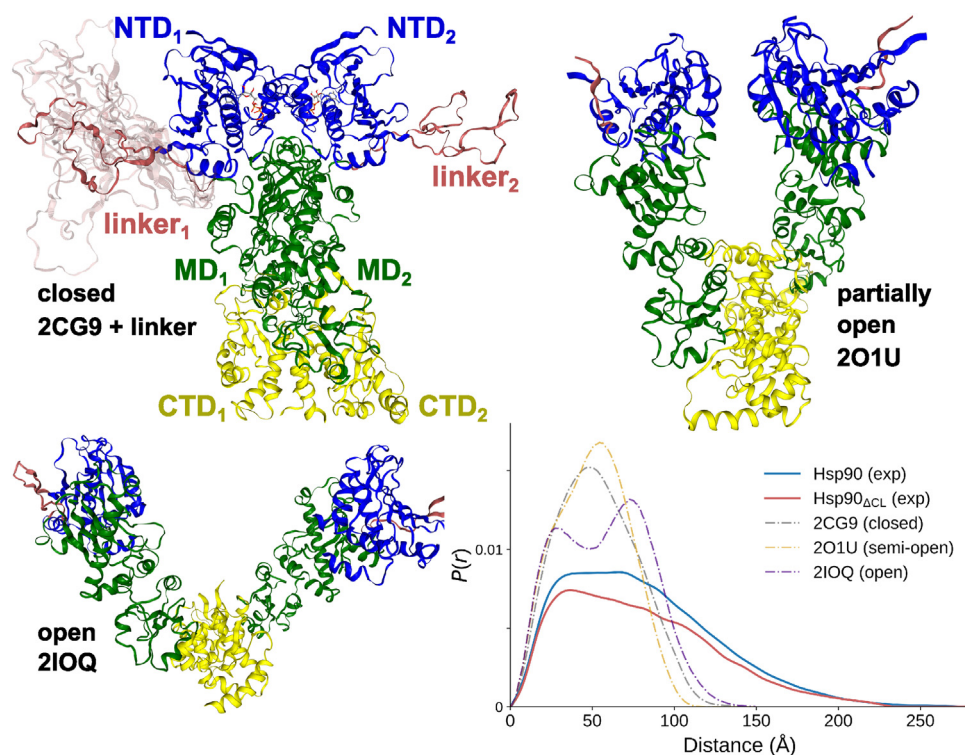 NTD₁
NTD₂
linker₁
linker₂
MD₁
MD₂
closed
2CG9 + linker
CTD₁
CTD₂
partially
open
2O1U
open
2IOQ
Hsp90 (exp)
Hsp90ΔCL (exp)
2CG9 (closed)
2O1U (semi-open)
2IOQ (open)
P(r)
0.01
0
0
50
100
150
200
250
Distance (Å)